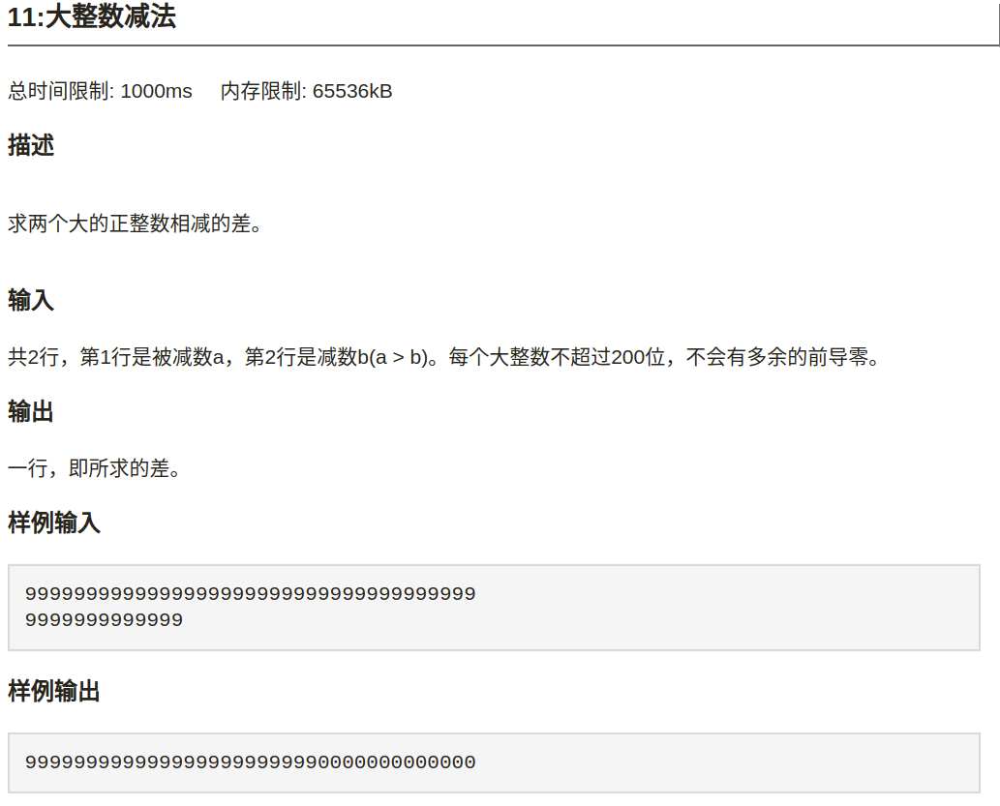 11:大整数减法
总时间限制: 1000ms 内存限制: 65536kB
描述
求两个大的正整数相减的差。
输入
共2行，第1行是被减数a，第2行是减数b(a > b)。每个大整数不超过200位，不会有多余的前导零。
输出
一行，即所求的差。
样例输入
9999999999999999999999999999999999999
9999999999999
样例输出
9999999999999999999999990000000000000